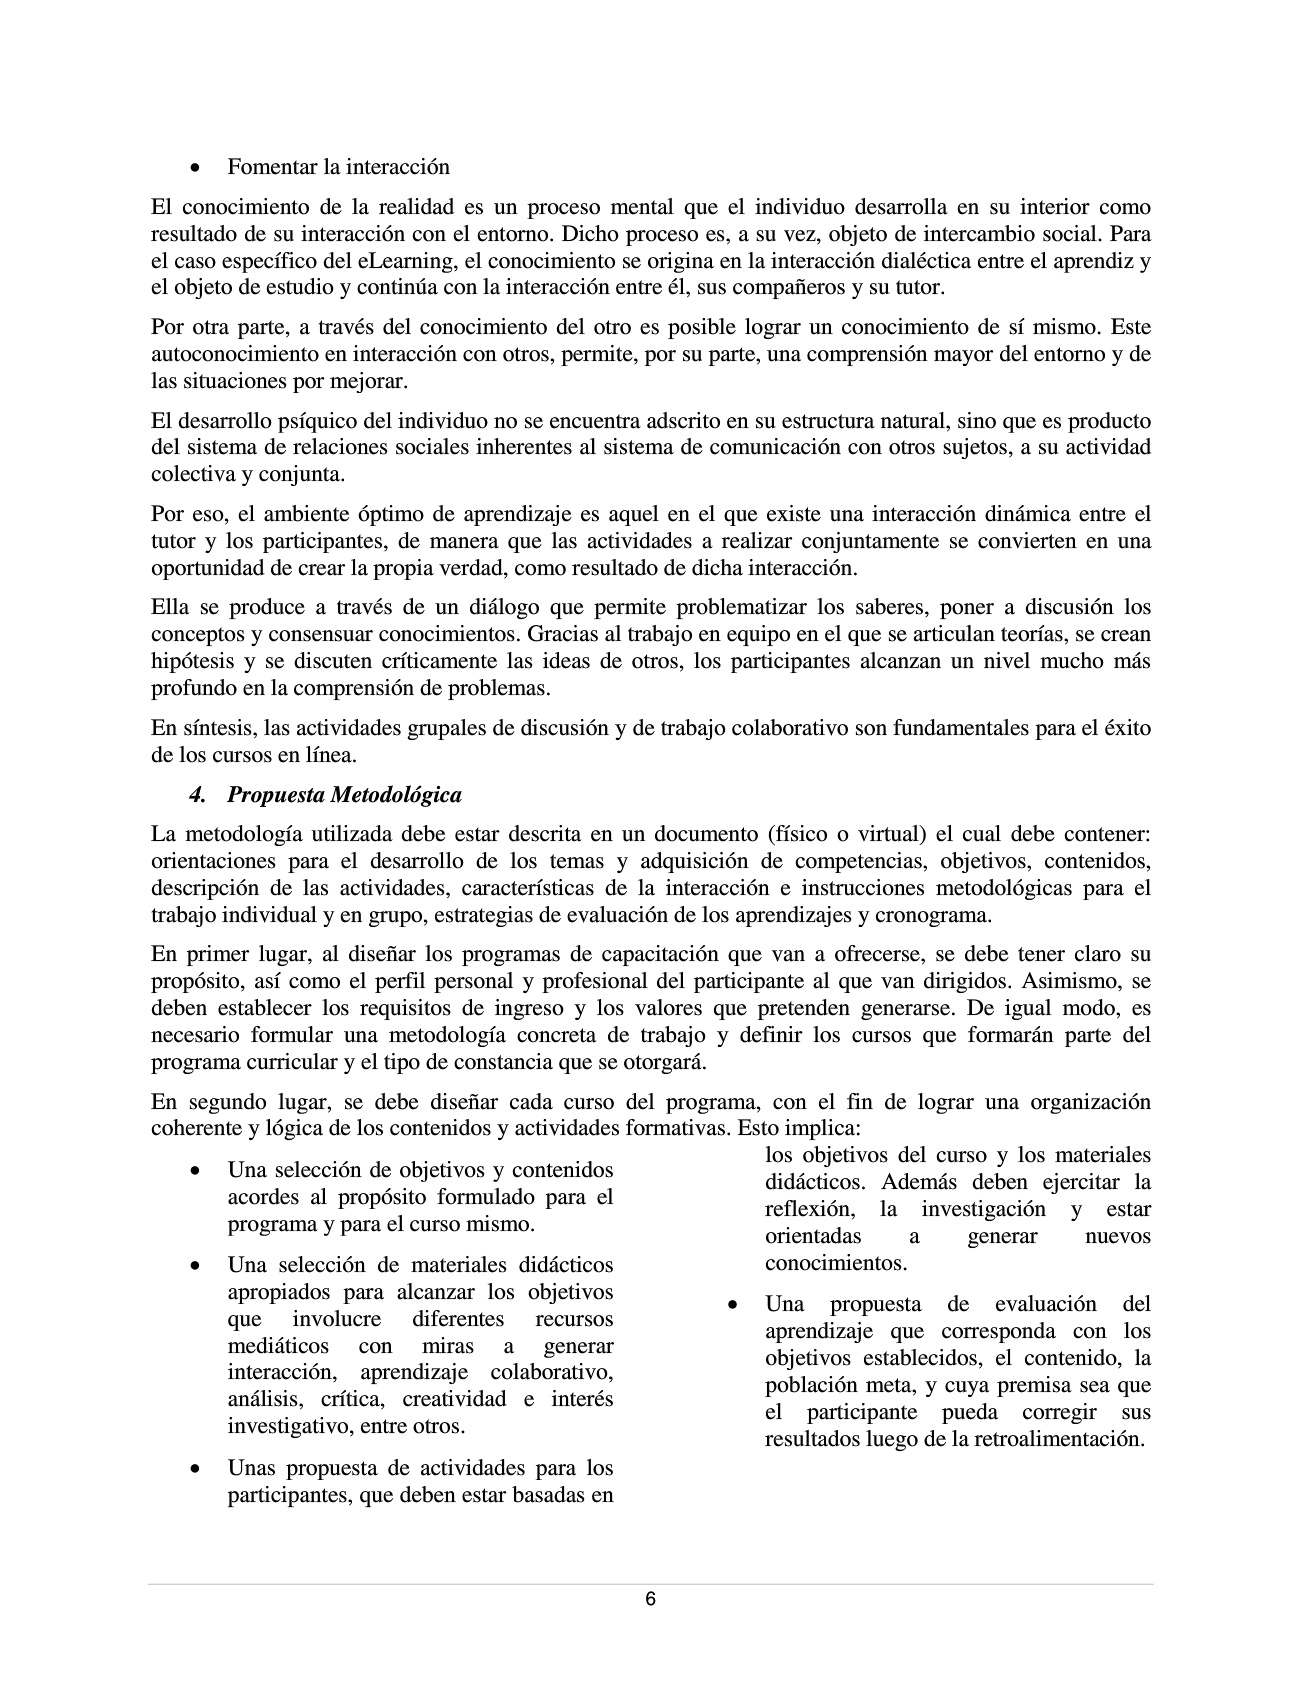 • Fomentar la interacción
El conocimiento de la realidad es un proceso mental que el individuo desarrolla en su interior como
resultado de su interacción con el entorno. Dicho proceso es, a su vez, objeto de intercambio social. Para
el caso específico del eLearning, el conocimiento se origina en la interacción dialéctica entre el aprendiz y
el objeto de estudio y continúa con la interacción entre él, sus compañeros y su tutor.
Por otra parte, a través del conocimiento del otro es posible lograr un conocimiento de sí mismo. Este
autoconocimiento en interacción con otros, permite, por su parte, una comprensión mayor del entorno y de
las situaciones por mejorar.
El desarrollo psíquico del individuo no se encuentra adscrito en su estructura natural, sino que es producto
del sistema de relaciones sociales inherentes al sistema de comunicación con otros sujetos, a su actividad
colectiva y conjunta.
Por eso, el ambiente óptimo de aprendizaje es aquel en el que existe una interacción dinámica entre el
tutor y los participantes, de manera que las actividades a realizar conjuntamente se convierten en una
oportunidad de crear la propia verdad, como resultado de dicha interacción.
Ella se produce a través de un diálogo que permite problematizar los saberes, poner a discusión los
conceptos y consensuar conocimientos. Gracias al trabajo en equipo en el que se articulan teorías, se crean
hipótesis y se discuten críticamente las ideas de otros, los participantes alcanzan un nivel mucho más
profundo en la comprensión de problemas.
En síntesis, las actividades grupales de discusión y de trabajo colaborativo son fundamentales para el éxito
de los cursos en línea.
4. Propuesta Metodológica
La metodología utilizada debe estar descrita en un documento (físico o virtual) el cual debe contener:
orientaciones para el desarrollo de los temas y adquisición de competencias, objetivos, contenidos,
descripción de las actividades, características de la interacción e instrucciones metodológicas para el
trabajo individual y en grupo, estrategias de evaluación de los aprendizajes y cronograma.
En primer lugar, al diseñar los programas de capacitación que van a ofrecerse, se debe tener claro su
propósito, así como el perfil personal y profesional del participante al que van dirigidos. Asimismo, se
deben establecer los requisitos de ingreso y los valores que pretenden generarse. De igual modo, es
necesario formular una metodología concreta de trabajo y definir los cursos que formarán parte del
programa curricular y el tipo de constancia que se otorgará.
En segundo lugar, se debe diseñar cada curso del programa, con el fin de lograr una organización
coherente y lógica de los contenidos y actividades formativas. Esto implica:
• Una selección de objetivos y contenidos
acordes al propósito formulado para el
programa y para el curso mismo.
• Una selección de materiales didácticos
apropiados para alcanzar los objetivos
que involucre diferentes recursos
mediáticos con miras a generar
interacción, aprendizaje colaborativo,
análisis, crítica, creatividad e interés
investigativo, entre otros.
• Unas propuesta de actividades para los
participantes, que deben estar basadas en
los objetivos del curso y los materiales
didácticos. Además deben ejercitar la
reflexión, la investigación y estar
orientadas a generar nuevos
conocimientos.
• Una propuesta de evaluación del
aprendizaje que corresponda con los
objetivos establecidos, el contenido, la
población meta, y cuya premisa sea que
el participante pueda corregir sus
resultados luego de la retroalimentación.
6